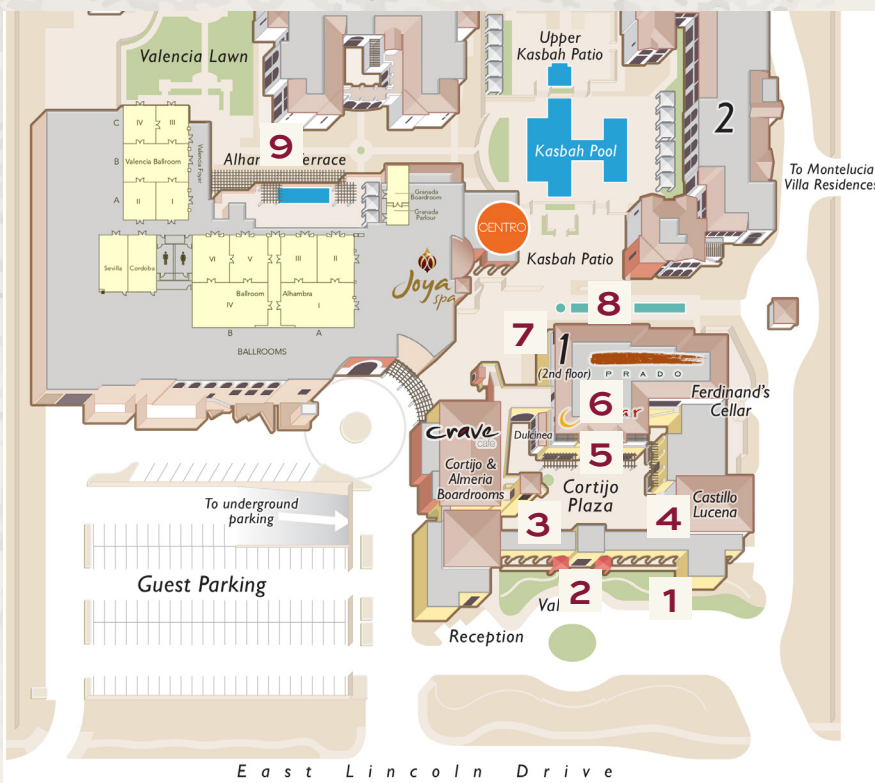 Valencia Lawn
Upper
Kasbah Patio
2
C
IV
III
B
Valencia Ballroom
Valencia Foyer
A
II
I
9
Kasbah Pool
To Montelucia
Villa Residences
Granada
Boardroom
Granada
Parlour
CENTRO
Sevilla
Cordoba
VI
V
III
II
Ballroom
Alhambra
IV
I
B
A
BALLROOMS
Joya
spa
Kasbah Patio
8
7
1
(2nd floor)
PRADO
6
Ferdinand's
Cellar
crave
cafe
Dulcinea
5
Cortijo &
Almeria
Boardrooms
Cortijo
Plaza
Castillo
Lucena
3
4
To underground
parking
Guest Parking
2
1
Reception
East Lincoln Drive